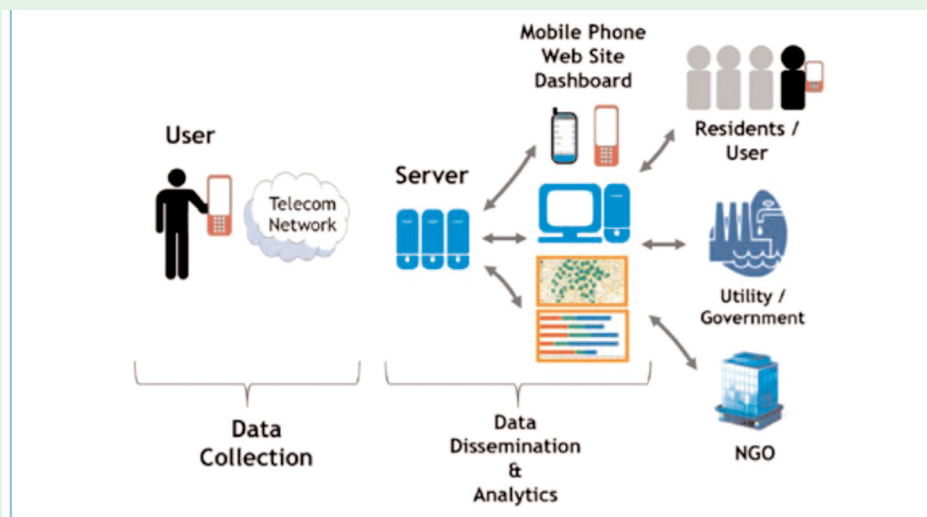 User
Telecom
Network
Data
Collection
Server
Mobile Phone
Web Site
Dashboard
Data
Dissemination
&
Analytics
Residents /
User
Utility /
Government
NGO